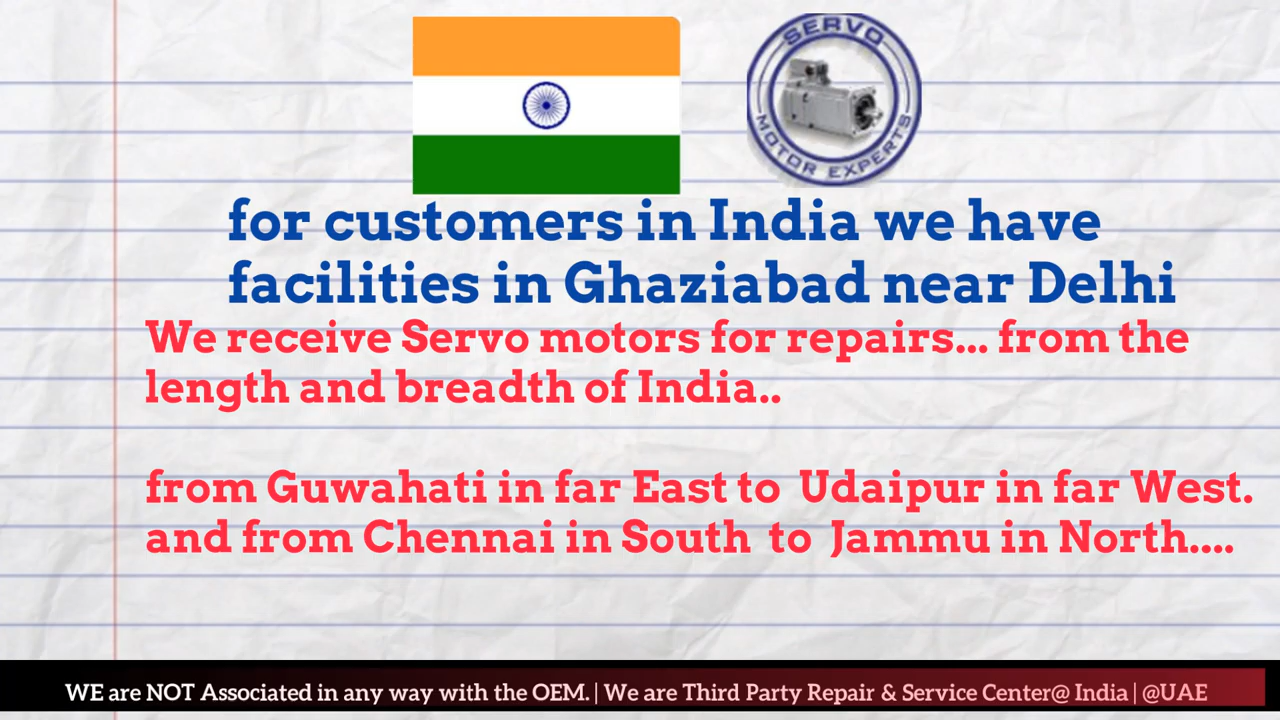 SERVO
MOTOR EXPERTS
for customers in India we have
facilities in Ghaziabad near Delhi
We receive Servo motors for repairs... from the
length and breadth of India..
from Guwahati in far East to Udaipur in far West.
and from Chennai in South to Jammu in North....
WE are NOT Associated in any way with the OEM. | We are Third Party Repair & Service Center@ India | @UAE